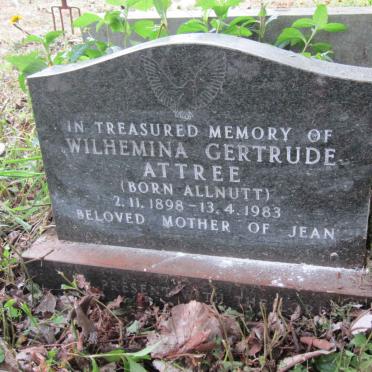 IN TREASURED MEMORY OF
WILHEMINA GERTRUDE
ATTREE
(BORN ALLNUTT)
2. 11. 1898 - 13. 4. 1983
BELOVED MOTHER OF JEAN